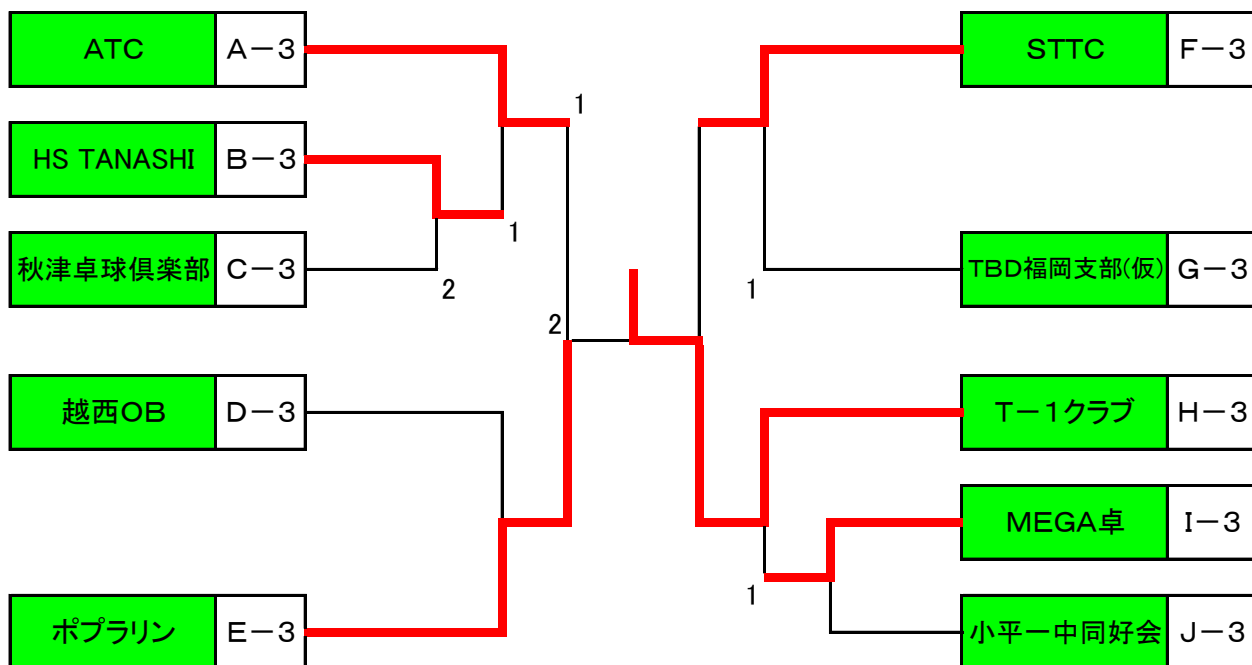 ATC A-3
HS TANASHI B-3
秋津卓球倶楽部 C-3
越西OB D-3
ポプラリン E-3
1
1
2
2
STTC F-3
TBD福岡支部(仮) G-3
T-1クラブ H-3
MEGA卓 I-3
小平一中同好会 J-3
1
1